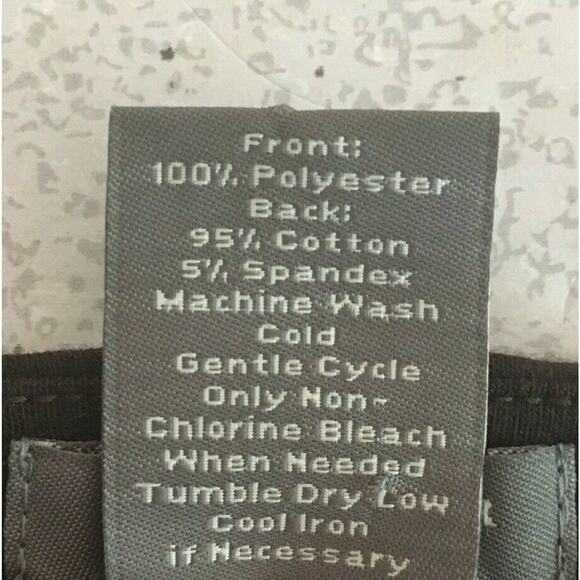 Front:
100% Polyester
Back:
95% Cotton
5% Spandex
Machine Wash
Cold
Gentle Cycle
Only Non-
Chlorine Bleach
When Needed
Tumble Dry Low
Cool Iron
if Necessary